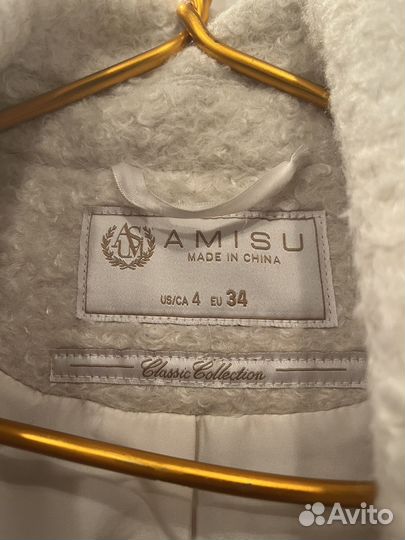 AMISU
MADE IN CHINA
US/CA 4 EU 34
Classic Collection
Avito